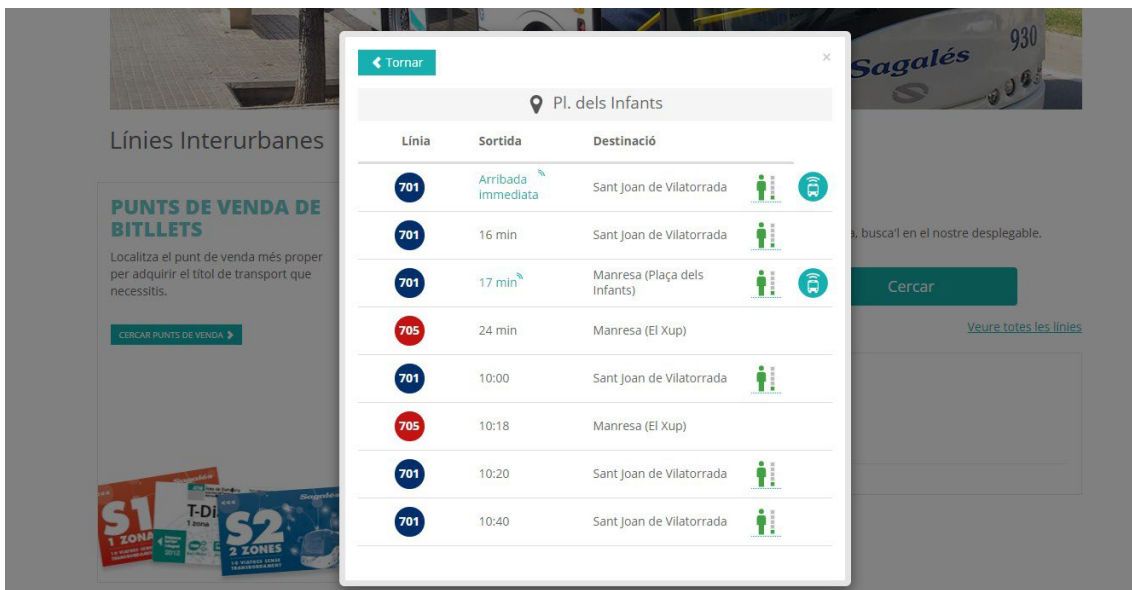 930
Sagalés
Tornar
×
Pl. dels Infants
Línies Interurbanes
Línia Sortida Destinació
701 Arribada immediata Sant Joan de Vilatorrada
701 16 min Sant Joan de Vilatorrada
701 17 min Manresa (Plaça dels Infants)
705 24 min Manresa (El Xup)
701 10:00 Sant Joan de Vilatorrada
705 10:18 Manresa (El Xup)
701 10:20 Sant Joan de Vilatorrada
701 10:40 Sant Joan de Vilatorrada
PUNTS DE VENDA DE
BITLLETS
Localitza el punt de venda més proper
per adquirir el títol de transport que
necessitis.
CERCAR PUNTS DE VENDA
, busca'l en el nostre desplegable.
Cercar
Veure totes les línies
S1
1 ZONA
T-Di
1 zona
2012
Sagalés
<<<
S2
2 ZONES